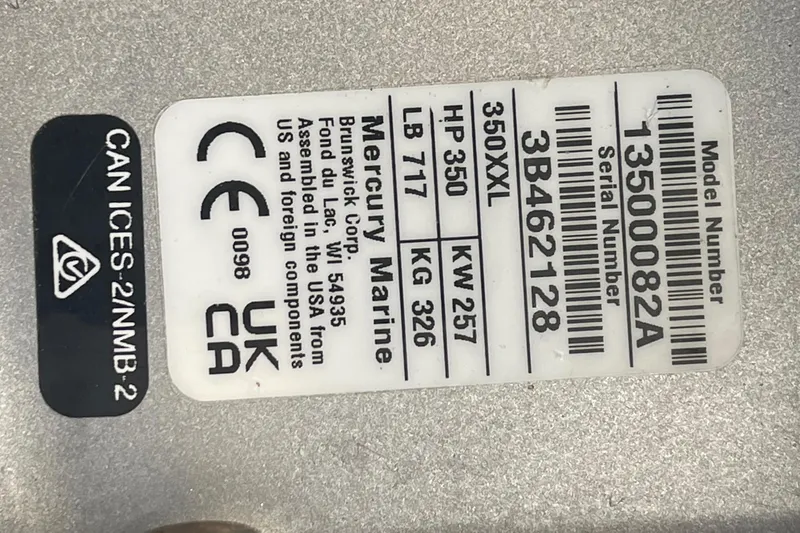 Model Number
13500082A
Serial Number
3B462128
350XXL
HP 350 KW 257
LB 717 KG 326
Mercury Marine
Brunswick Corp.
Fond du Lac, WI 54935
Assembled in the USA from
US and foreign components
CE 0098 UK
CA
CAN ICES-2/NMB-2